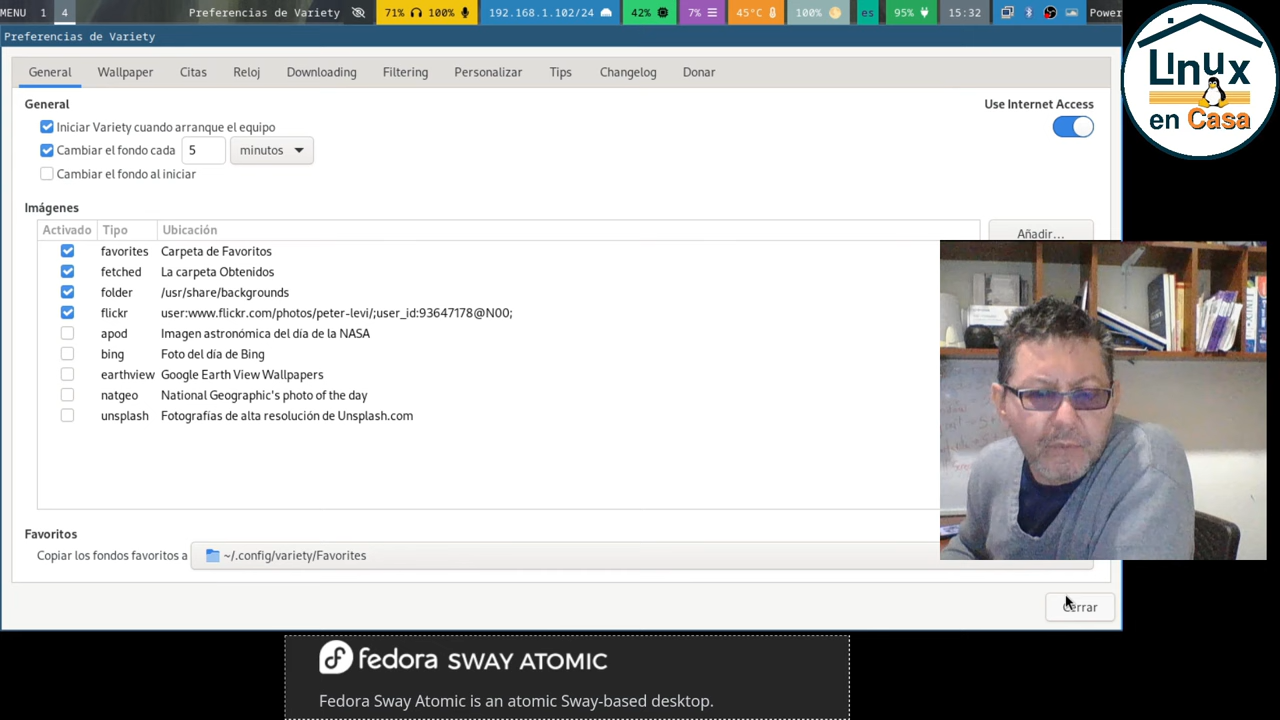 MENU 1 4 Preferencias de Variety 71% 100% 192.168.1.102/24 42% 7% 45°C 100% es 95% 15:32 Power
Preferencias de Variety
General Wallpaper Citas Reloj Downloading Filtering Personalizar Tips Changelog Donar
General Use Internet Access
Iniciar Variety cuando arranque el equipo
Cambiar el fondo cada 5 minutos
Cambiar el fondo al iniciar
Imágenes
Activado Tipo Ubicación
Añadir...
favorites Carpeta de Favoritos
fetched La carpeta Obtenidos
folder /usr/share/backgrounds
flickr user:www.flickr.com/photos/peter-levi/;user_id:93647178@N00;
apod Imagen astronómica del día de la NASA
bing Foto del día de Bing
earthview Google Earth View Wallpapers
natgeo National Geographic's photo of the day
unsplash Fotografías de alta resolución de Unsplash.com
Favoritos
Copiar los fondos favoritos a ~/.config/variety/Favorites
Cerrar
fedora SWAY ATOMIC
Fedora Sway Atomic is an atomic Sway-based desktop.
Linux
en Casa